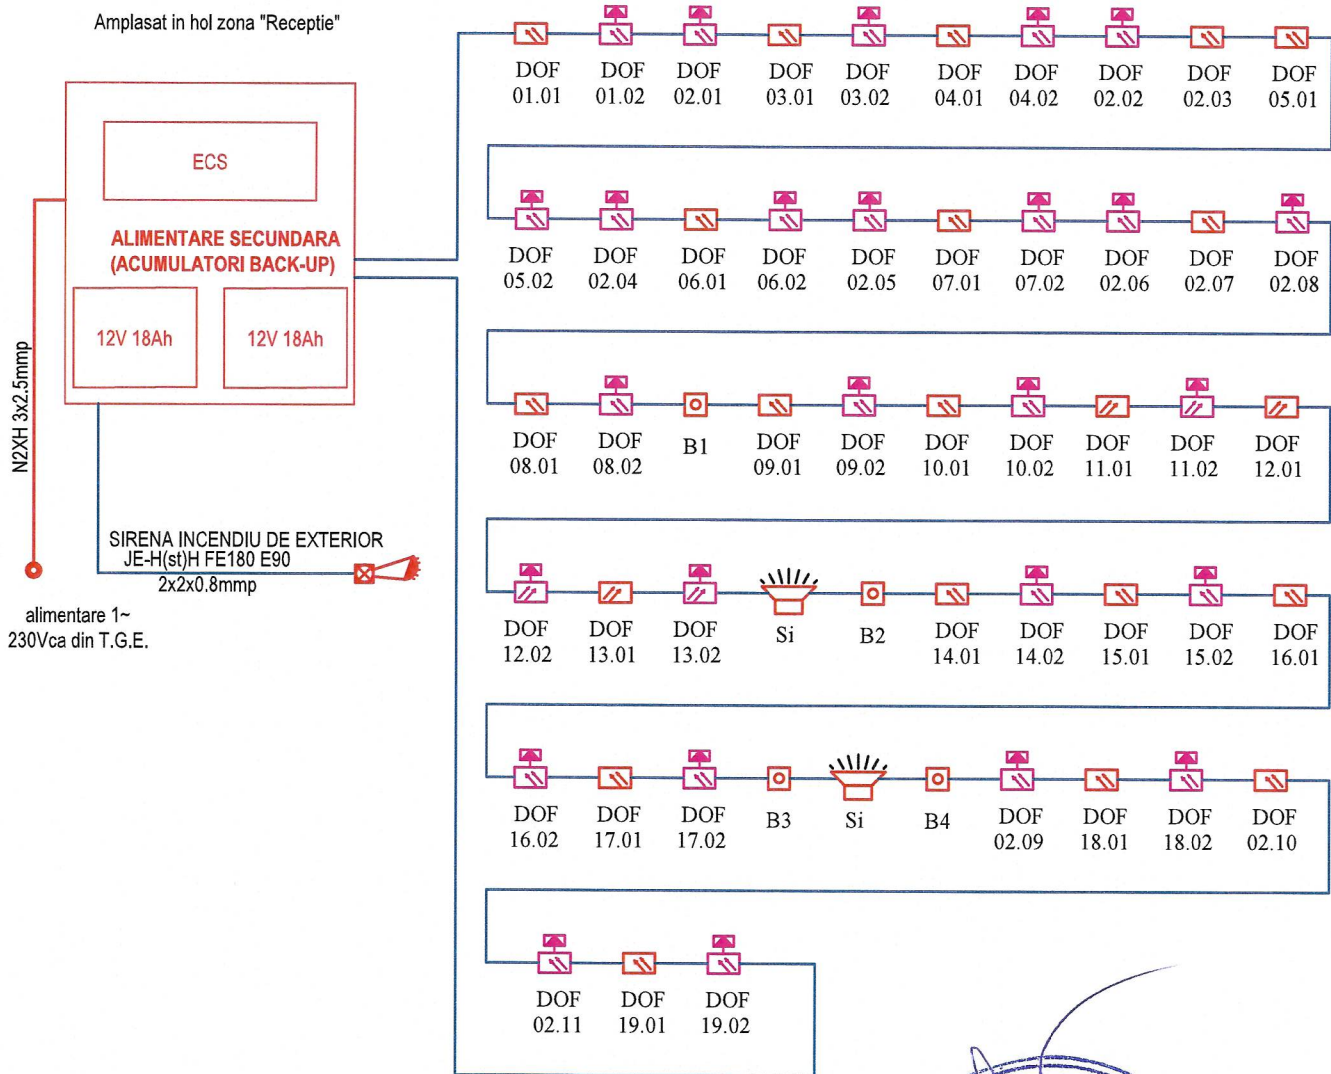 Amplasat in hol zona "Receptie"
ECS
ALIMENTARE SECUNDARA
(ACUMULATORI BACK-UP)
12V 18Ah
12V 18Ah
N2XH 3x2.5mmp
SIRENA INCENDIU DE EXTERIOR
JE-H(st)H FE180 E90
2x2x0.8mmp
alimentare 1~
230Vca din T.G.E.
DOF DOF DOF DOF DOF DOF DOF DOF DOF DOF
01.01 01.02 02.01 03.01 03.02 04.01 04.02 02.02 02.03 05.01
DOF DOF DOF DOF DOF DOF DOF DOF DOF DOF
05.02 02.04 06.01 06.02 02.05 07.01 07.02 02.06 02.07 02.08
DOF DOF B1 DOF DOF DOF DOF DOF DOF DOF
08.01 08.02 09.01 09.02 10.01 10.02 11.01 11.02 12.01
DOF DOF DOF Si B2 DOF DOF DOF DOF DOF
12.02 13.01 13.02 14.01 14.02 15.01 15.02 16.01
DOF DOF DOF B3 Si B4 DOF DOF DOF DOF
16.02 17.01 17.02 02.09 18.01 18.02 02.10
DOF DOF DOF
02.11 19.01 19.02